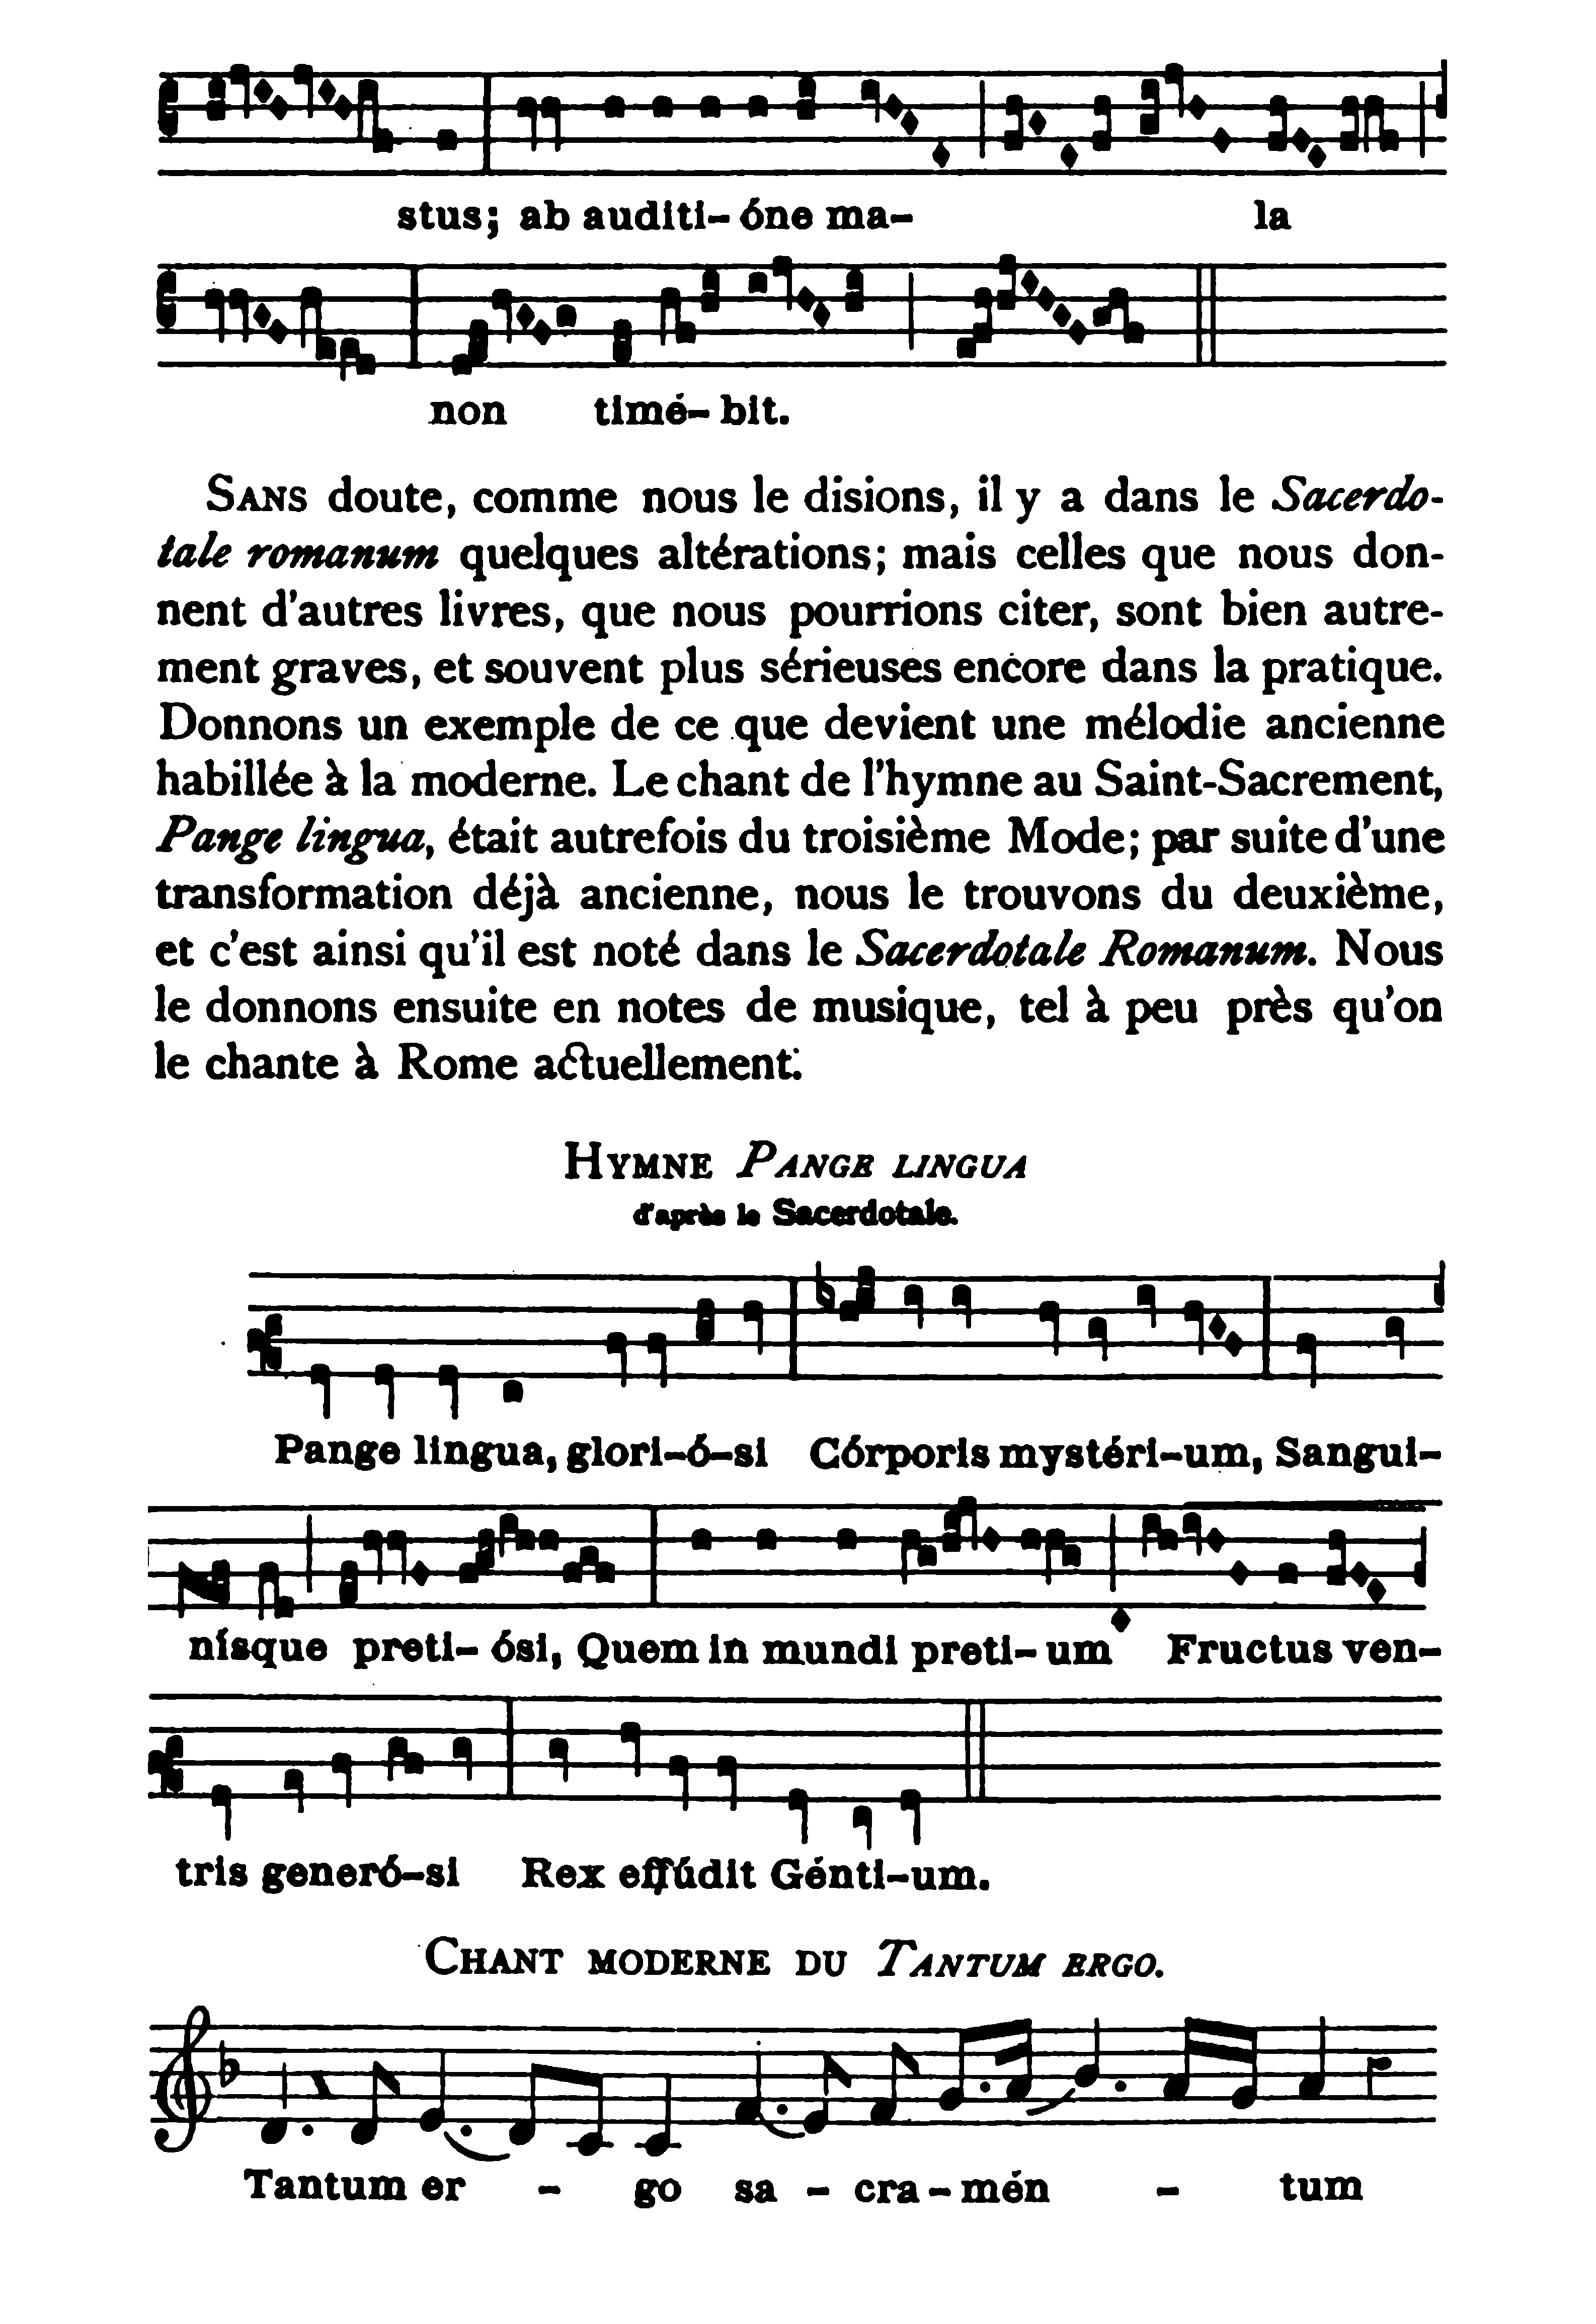 stus; ab auditi-óne ma- la
non timé-bit.
SANS doute, comme nous le disions, il y a dans le Sacerdo-
tale romanum quelques altérations; mais celles que nous don-
nent d'autres livres, que nous pourrions citer, sont bien autre-
ment graves, et souvent plus sérieuses encore dans la pratique.
Donnons un exemple de ce que devient une mélodie ancienne
habillée à la moderne. Le chant de l'hymne au Saint-Sacrement,
Pange lingua, était autrefois du troisième Mode; par suite d'une
transformation déjà ancienne, nous le trouvons du deuxième,
et c'est ainsi qu'il est noté dans le Sacerdotale Romanum. Nous
le donnons ensuite en notes de musique, tel à peu près qu'on
le chante à Rome actuellement:
HYMNE PANGE LINGUA
d'après le Sacerdotale.
Pange lingua, glori-ó-si Córporis mystéri-um, Sangui-
nísque preti-ósi, Quem in mundi preti-um Fructus ven-
tris generó-si Rex effúdit Génti-um.
CHANT MODERNE DU TANTUM ERGO.
Tantum er - go sa - cra - mén - tum